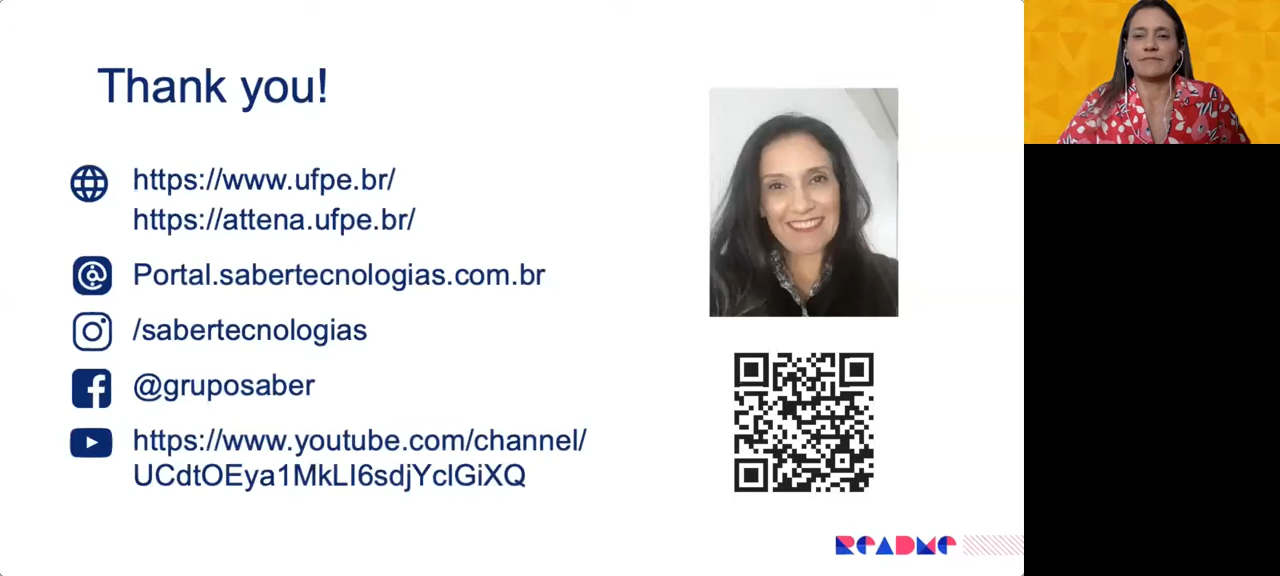 Thank you!
https://www.ufpe.br/
https://attena.ufpe.br/
Portal.sabertecnologias.com.br
/sabertecnologias
@gruposaber
https://www.youtube.com/channel/
UCdtOEya1MkLI6sdjYclGiXQ
README